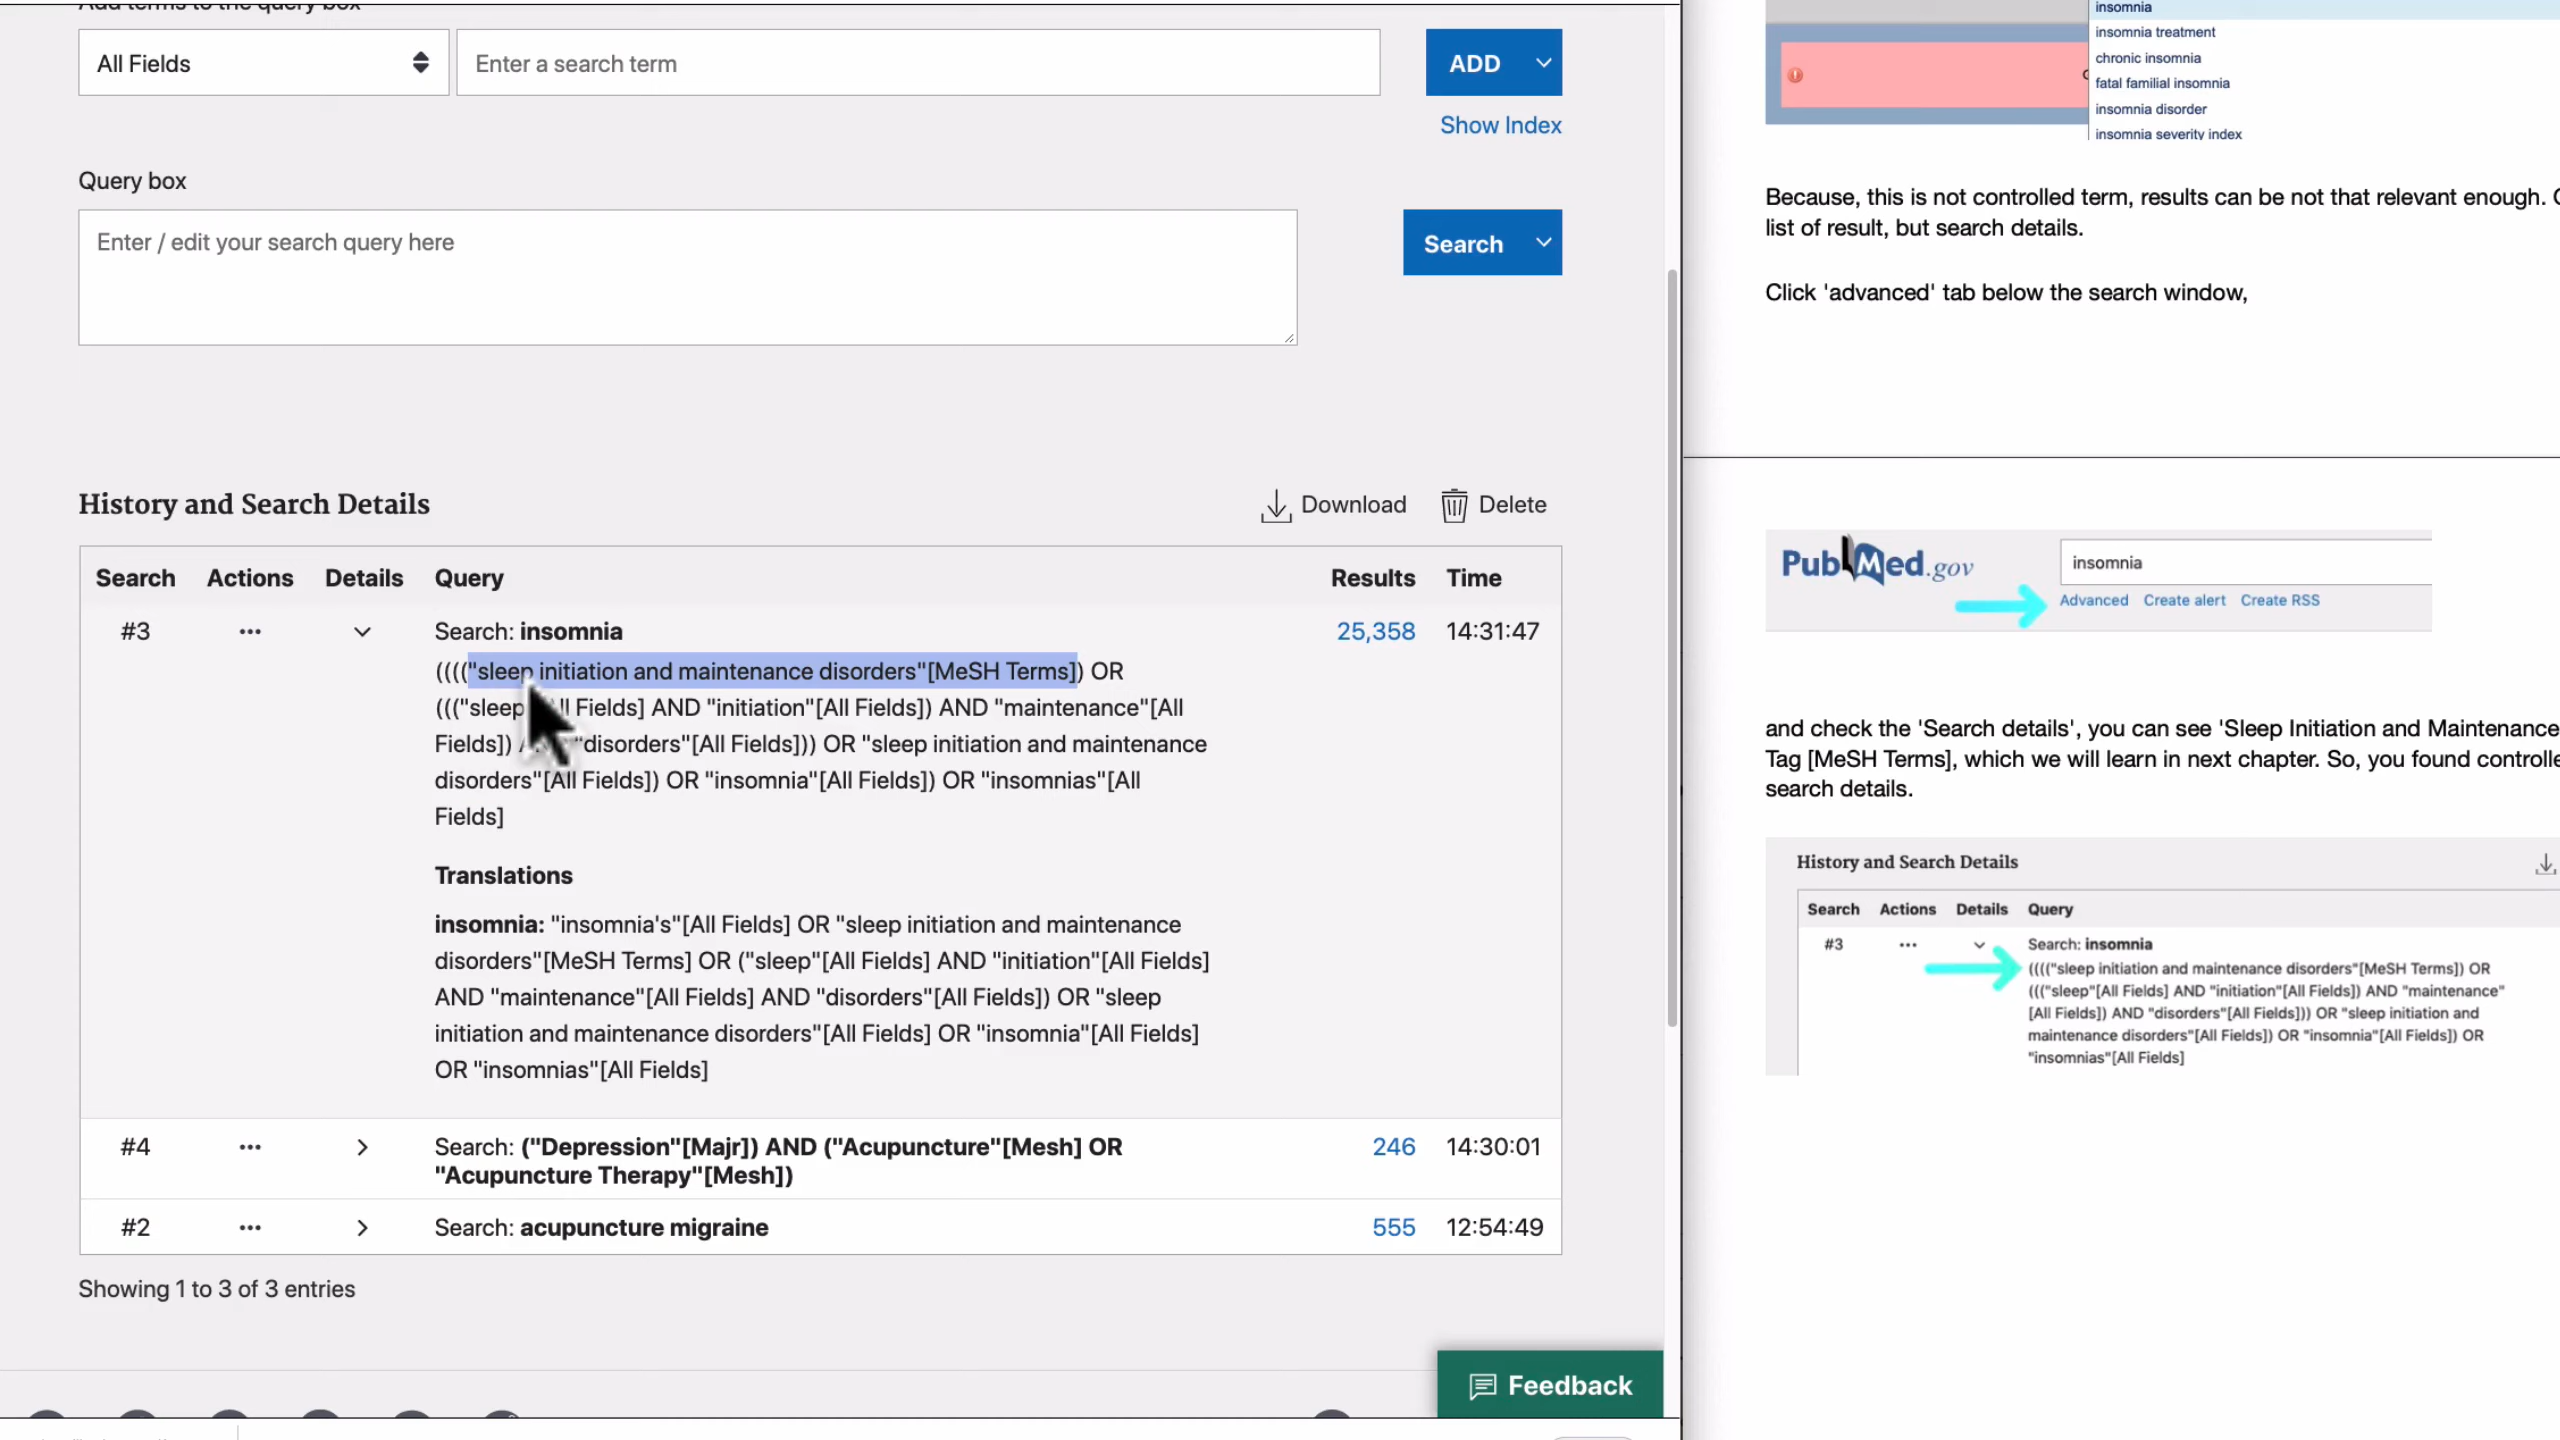 Add terms to the query box
All Fields
Enter a search term
ADD
Show Index
Query box
Enter / edit your search query here
Search
History and Search Details
Download
Delete
Search Actions Details Query Results Time
#3 ... Search: insomnia 25,358 14:31:47
(((("sleep initiation and maintenance disorders"[MeSH Terms]) OR
((("sleep Fields] AND "initiation"[All Fields]) AND "maintenance"[All
Fields]) "disorders"[All Fields])) OR "sleep initiation and maintenance
disorders"[All Fields]) OR "insomnia"[All Fields]) OR "insomnias"[All
Fields]
Translations
insomnia: "insomnia's"[All Fields] OR "sleep initiation and maintenance
disorders"[MeSH Terms] OR ("sleep"[All Fields] AND "initiation"[All Fields]
AND "maintenance"[All Fields] AND "disorders"[All Fields]) OR "sleep
initiation and maintenance disorders"[All Fields] OR "insomnia"[All Fields]
OR "insomnias"[All Fields]
#4 ... Search: ("Depression"[Majr]) AND ("Acupuncture"[Mesh] OR 246 14:30:01
"Acupuncture Therapy"[Mesh])
#2 ... Search: acupuncture migraine 555 12:54:49
Showing 1 to 3 of 3 entries
Feedback
insomnia
insomnia treatment
chronic insomnia
fatal familial insomnia
insomnia disorder
insomnia severity index
Because, this is not controlled term, results can be not that relevant enough.
list of result, but search details.
Click 'advanced' tab below the search window,
PubMed.gov
insomnia
Advanced Create alert Create RSS
and check the 'Search details', you can see 'Sleep Initiation and Maintenance
Tag [MeSH Terms], which we will learn in next chapter. So, you found
search details.
History and Search Details
Search Actions Details Query
#3 ... Search: insomnia
(((("sleep initiation and maintenance disorders"[MeSH Terms]) OR
((("sleep"[All Fields] AND "initiation"[All Fields]) AND "maintenance"
[All Fields]) AND "disorders"[All Fields])) OR "sleep initiation and
maintenance disorders"[All Fields]) OR "insomnia"[All Fields]) OR
"insomnias"[All Fields]